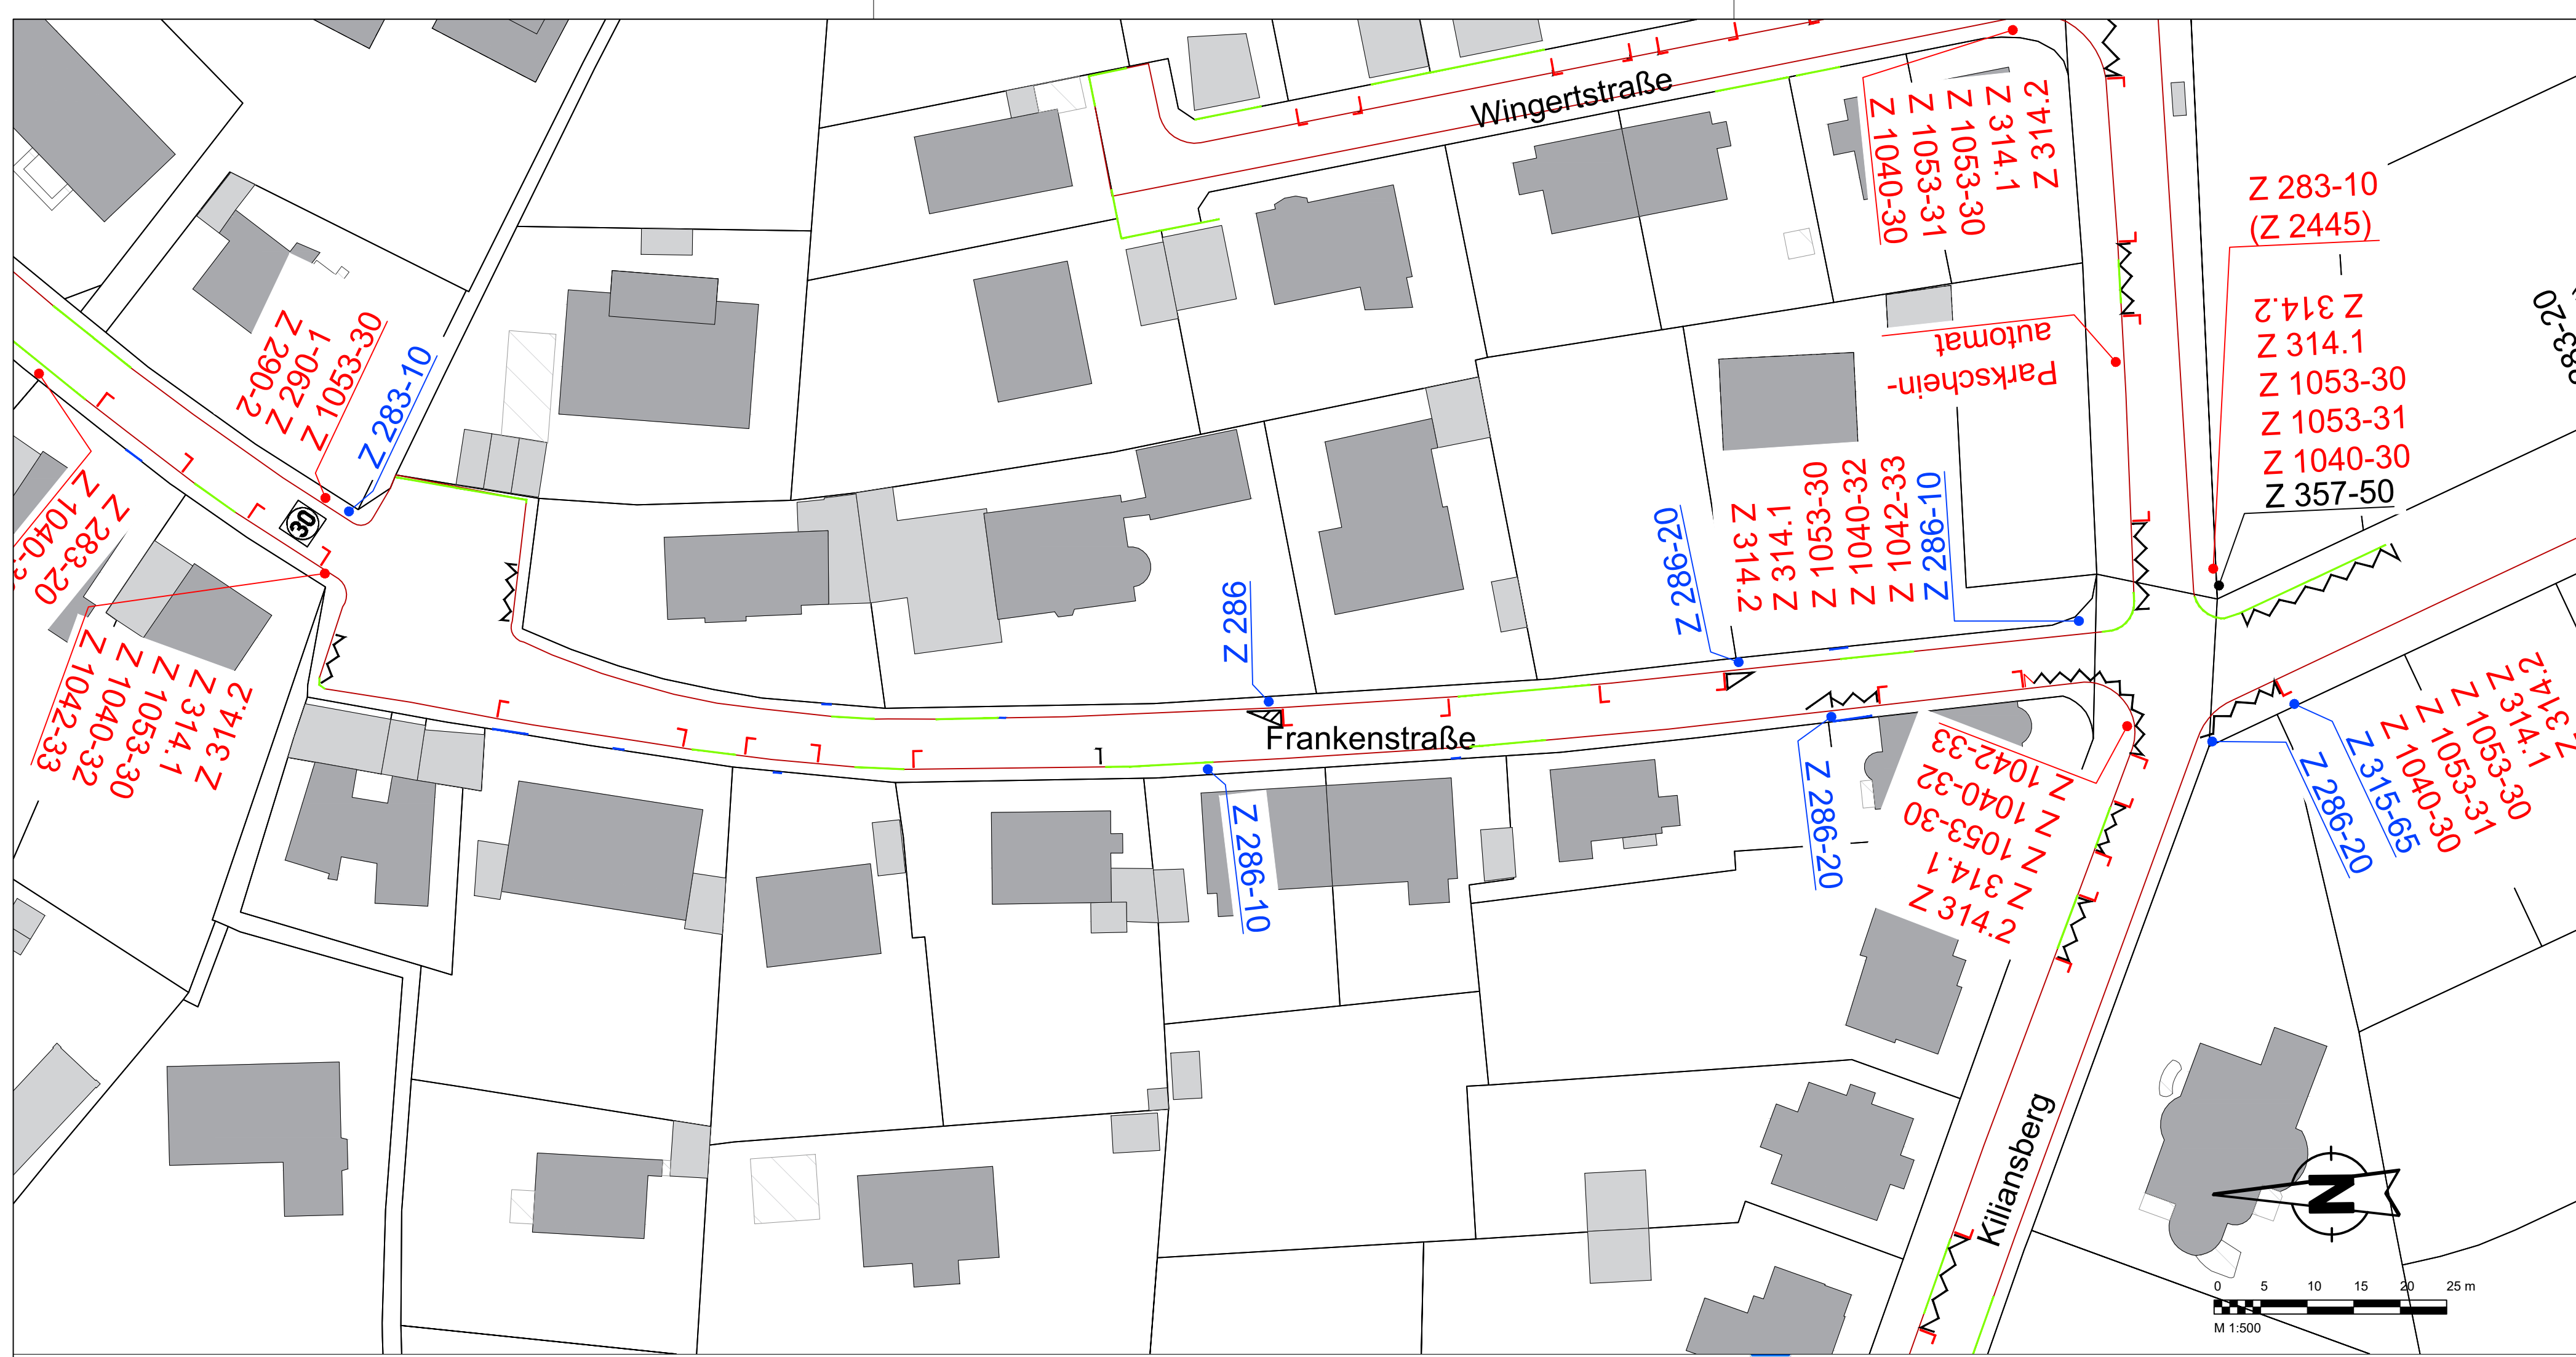 Wingertstraße
Z 1040-30
Z 1053-31
Z 1053-30
Z 314.1
Z 314.2
Z 283-10
(Z 2445)
Z 314.2
Z 314.1
Z 1053-30
Z 1053-31
Z 1040-30
Z 357-50
Z 290-2
Z 290-1
Z 1053-30
Z 283-10
30
Z 283-20
Z 1040-3
Parkschein-
automat
Z 286
Z 286-20
Z 314.2
Z 314.1
Z 1053-30
Z 1040-32
Z 1042-33
Z 286-10
Z 314.2
Z 314.1
Z 1053-30
Z 1040-32
Z 1042-33
Frankenstraße
Z 286-10
Z 286-20
Z 1042-33
Z 1040-32
Z 1053-30
Z 314.1
Z 314.2
Z 314.2
Z 314.1
Z 1053-30
Z 1053-31
Z 1040-30
Z 315-65
Z 286-20
Kiliansberg
N
0 5 10 15 20 25 m
M 1:500